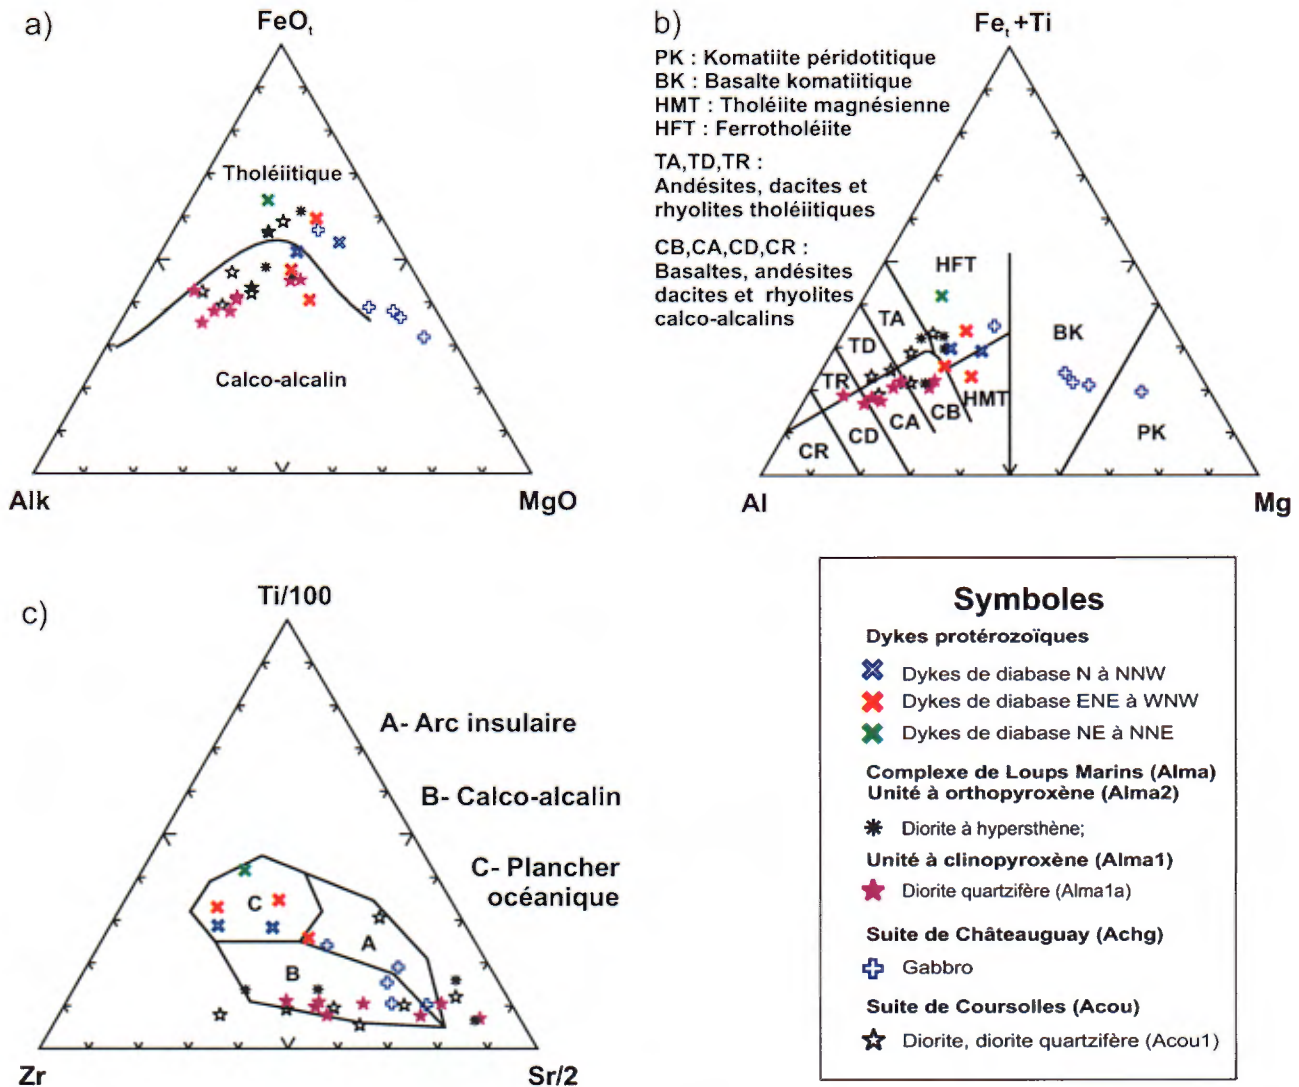 a)
FeOt
Tholéiitique
Calco-alcalin
Alk
MgO
b)
Fet+Ti
PK : Komatiite péridotitique
BK : Basalte komatiitique
HMT : Tholéiite magnésienne
HFT : Ferrotholéiite
TA,TD,TR :
Andésites, dacites et
rhyolites tholéiitiques
CB,CA,CD,CR :
Basaltes, andésites
dacites et rhyolites
calco-alcalins
HFT
TA
BK
TD
TR
HMT
CB
CA
CD
CR
PK
Al
Mg
c)
Ti/100
A- Arc insulaire
B- Calco-alcalin
C- Plancher
océanique
C
A
B
Zr
Sr/2
Symboles
Dykes protérozoïques
Dykes de diabase N à NNW
Dykes de diabase ENE à WNW
Dykes de diabase NE à NNE
Complexe de Loups Marins (Alma)
Unité à orthopyroxène (Alma2)
Diorite à hypersthène;
Unité à clinopyroxène (Alma1)
Diorite quartzifère (Alma1a)
Suite de Châteauguay (Achg)
Gabbro
Suite de Coursolles (Acou)
Diorite, diorite quartzifère (Acou1)